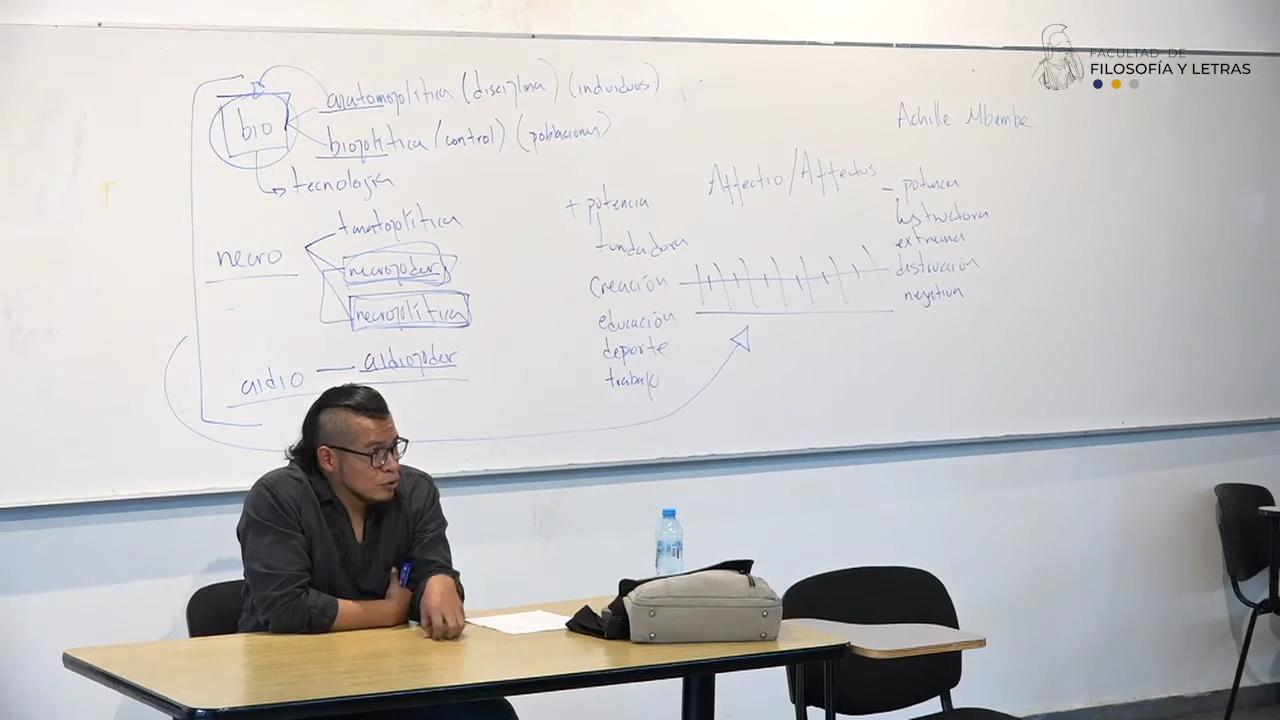 FACULTAD DE
FILOSOFÍA Y LETRAS
anatomopolítica (disciplina) (individuos)
bio
biopolítica (control) (poblaciones)
tecnología
necro
tanatopolítica
necropoder
necropolítica
aidio — aidiopoder
+ potencia
fundadora
creación
educación
deporte
trabajo
Affectio/Affectus
Achille Mbembe
- potencia
destructora
extrema
distrucción
negativa